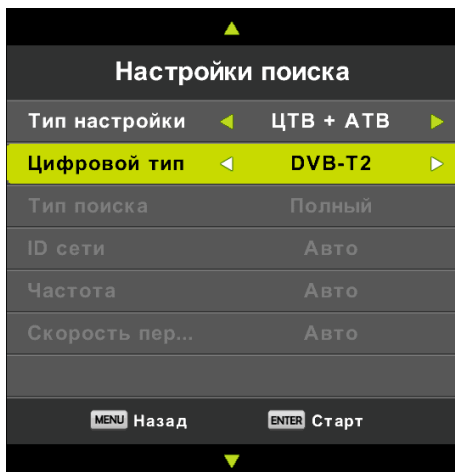 Настройки поиска
Тип настройки ЦТВ + АТВ
Цифровой тип DVB-T2
Тип поиска Полный
ID сети Авто
Частота Авто
Скорость пер... Авто
MENU Назад ENTER Старт